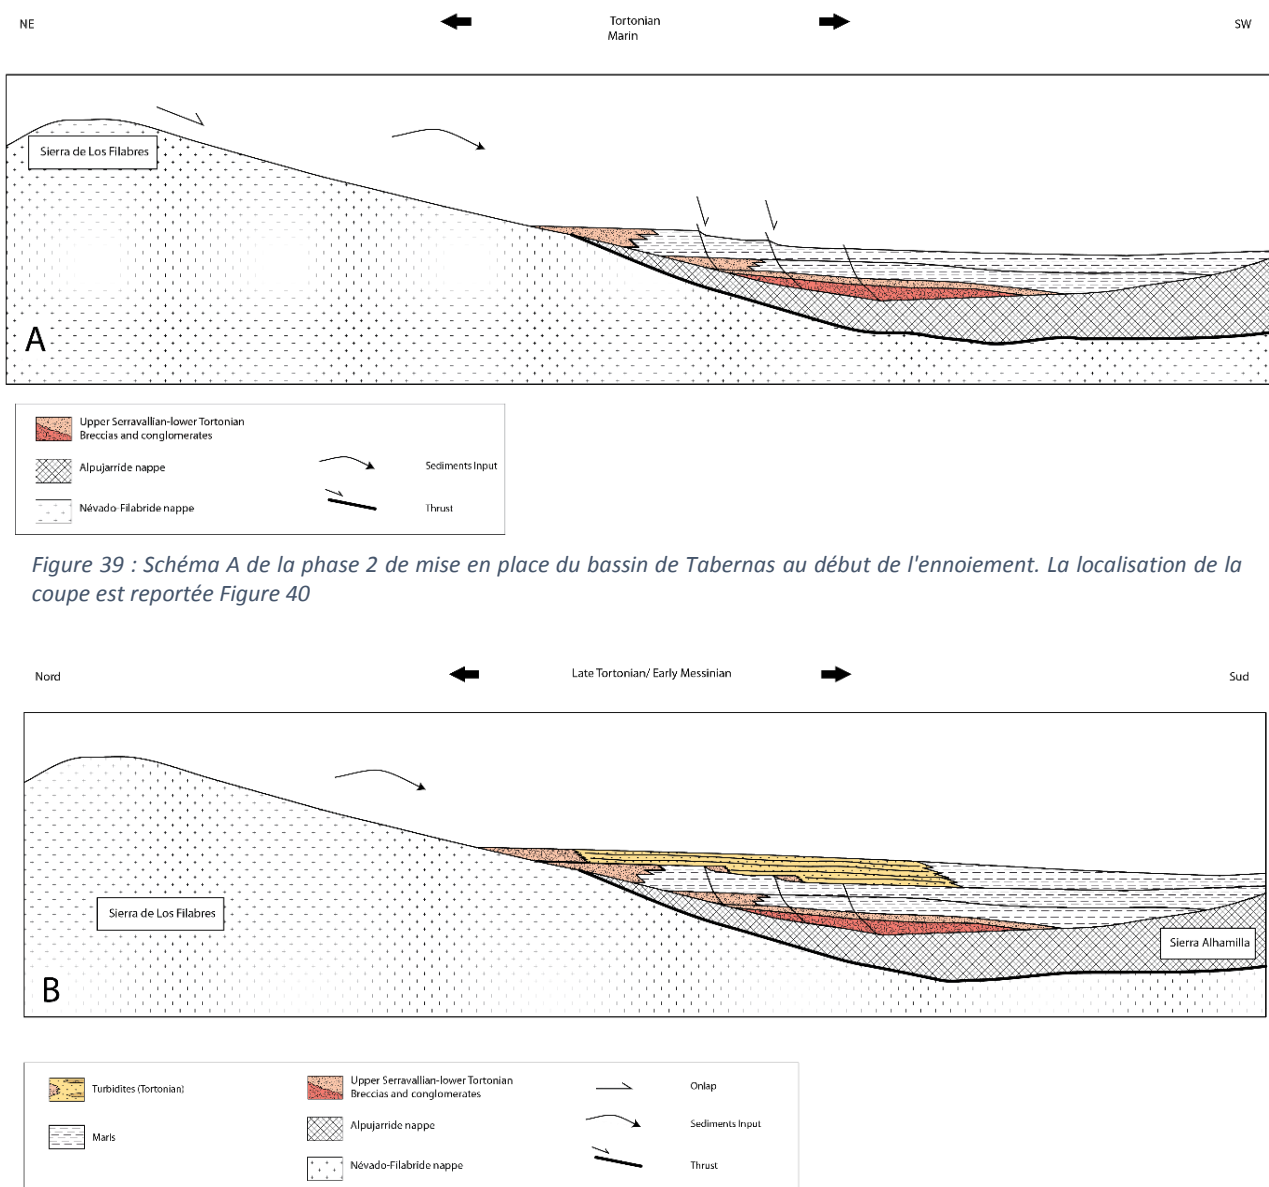 NE
Tortonian
Marin
SW
Sierra de Los Filabres
A
Upper Serravallian-lower Tortonian
Breccias and conglomerates
Alpujarride nappe
Sediments Input
Névado-Filabride nappe
Thrust
Figure 39 : Schéma A de la phase 2 de mise en place du bassin de Tabernas au début de l'ennoiement. La localisation de la
coupe est reportée Figure 40
Nord
Late Tortonian/ Early Messinian
Sud
Sierra de Los Filabres
Sierra Alhamilla
B
Turbidites (Tortonian)
Upper Serravallian-lower Tortonian
Breccias and conglomerates
Onlap
Marls
Alpujarride nappe
Sediments Input
Névado-Filabride nappe
Thrust